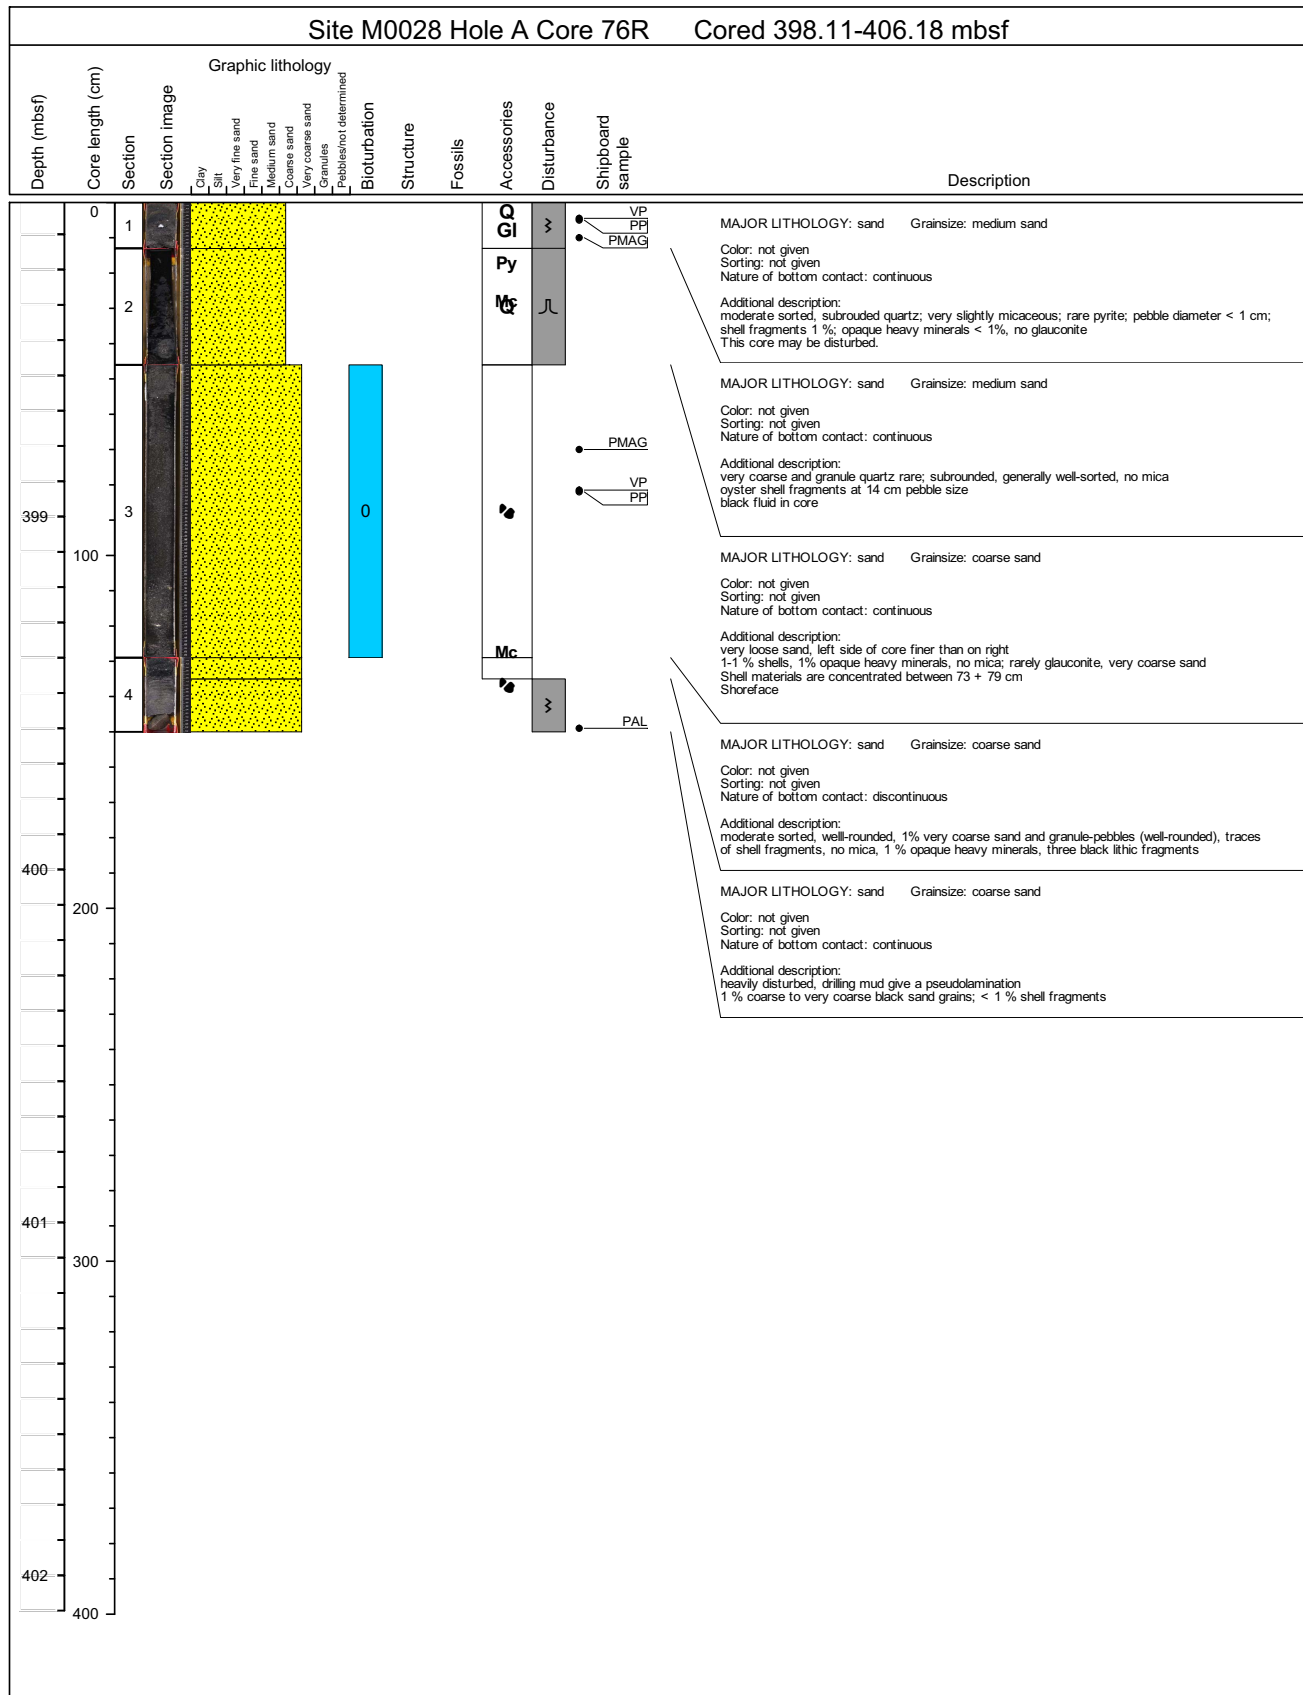 Site M0028 Hole A Core 76R Cored 398.11-406.18 mbsf
Graphic lithology
Depth (mbsf)
Core length (cm)
Section
Section image
Clay
Silt
Very fine sand
Fine sand
Medium sand
Coarse sand
Very coarse sand
Granules
Pebbles/not determined
Bioturbation
Structure
Fossils
Accessories
Disturbance
Shipboard
sample
Description
0
1
Q
Gl
VP
PP
PMAG
MAJOR LITHOLOGY: sand Grainsize: medium sand
Color: not given
Sorting: not given
Nature of bottom contact: continuous
Additional description:
moderate sorted, subrouded quartz; very slightly micaceous; rare pyrite; pebble diameter < 1 cm;
shell fragments 1 %; opaque heavy minerals < 1%, no glauconite
This core may be disturbed.
2
Py
Mc
Q
MAJOR LITHOLOGY: sand Grainsize: medium sand
Color: not given
Sorting: not given
Nature of bottom contact: continuous
Additional description:
very coarse and granule quartz rare; subrounded, generally well-sorted, no mica
oyster shell fragments at 14 cm pebble size
black fluid in core
PMAG
VP
PP
399
3
0
100
MAJOR LITHOLOGY: sand Grainsize: coarse sand
Color: not given
Sorting: not given
Nature of bottom contact: continuous
Additional description:
very loose sand, left side of core finer than on right
1-1 % shells, 1% opaque heavy minerals, no mica; rarely glauconite, very coarse sand
Shell materials are concentrated between 73 + 79 cm
Shoreface
Mc
4
PAL
MAJOR LITHOLOGY: sand Grainsize: coarse sand
Color: not given
Sorting: not given
Nature of bottom contact: discontinuous
Additional description:
moderate sorted, well-rounded, 1% very coarse sand and granule-pebbles (well-rounded), traces
of shell fragments, no mica, 1 % opaque heavy minerals, three black lithic fragments
400
200
MAJOR LITHOLOGY: sand Grainsize: coarse sand
Color: not given
Sorting: not given
Nature of bottom contact: continuous
Additional description:
heavily disturbed, drilling mud give a pseudolamination
1 % coarse to very coarse black sand grains; < 1 % shell fragments
401
300
402
400